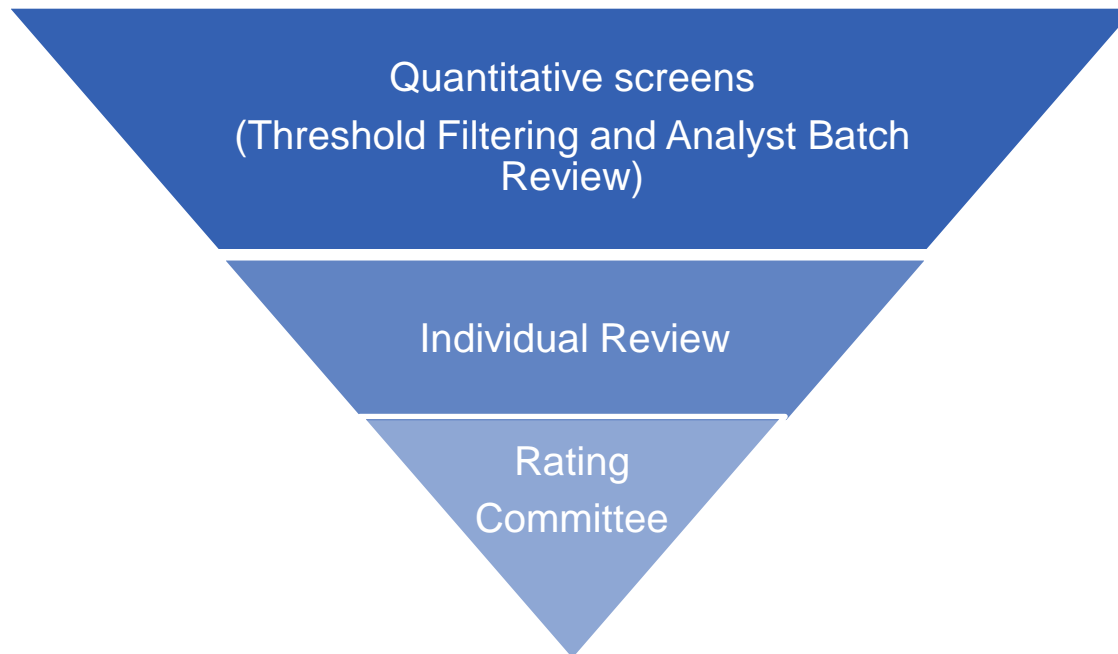 Quantitative screens
(Threshold Filtering and Analyst Batch
Review)
Individual Review
Rating
Committee